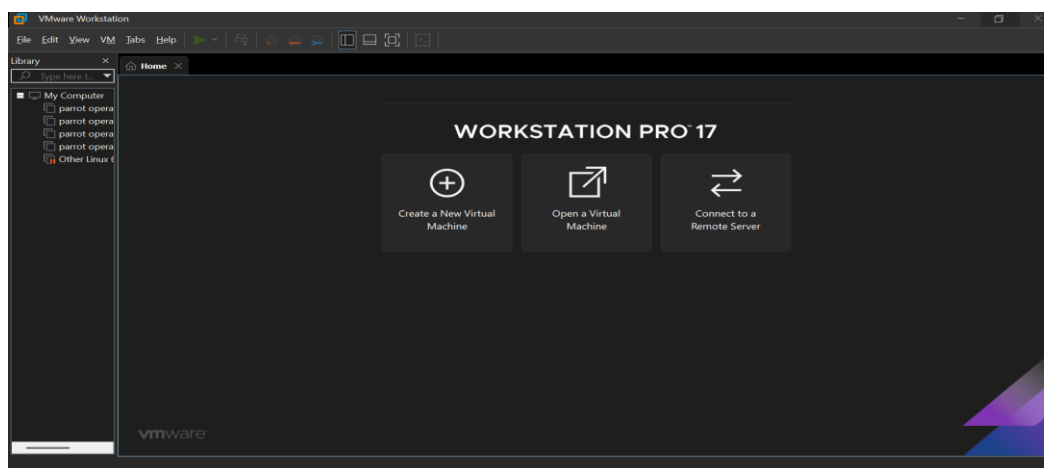 VMware Workstation
File Edit View VM Tabs Help
Library ×
Home ×
Type here t...
My Computer
parrot opera
parrot opera
parrot opera
parrot opera
Other Linux 6
WORKSTATION PRO™ 17
Create a New Virtual
Machine
Open a Virtual
Machine
Connect to a
Remote Server
vmware